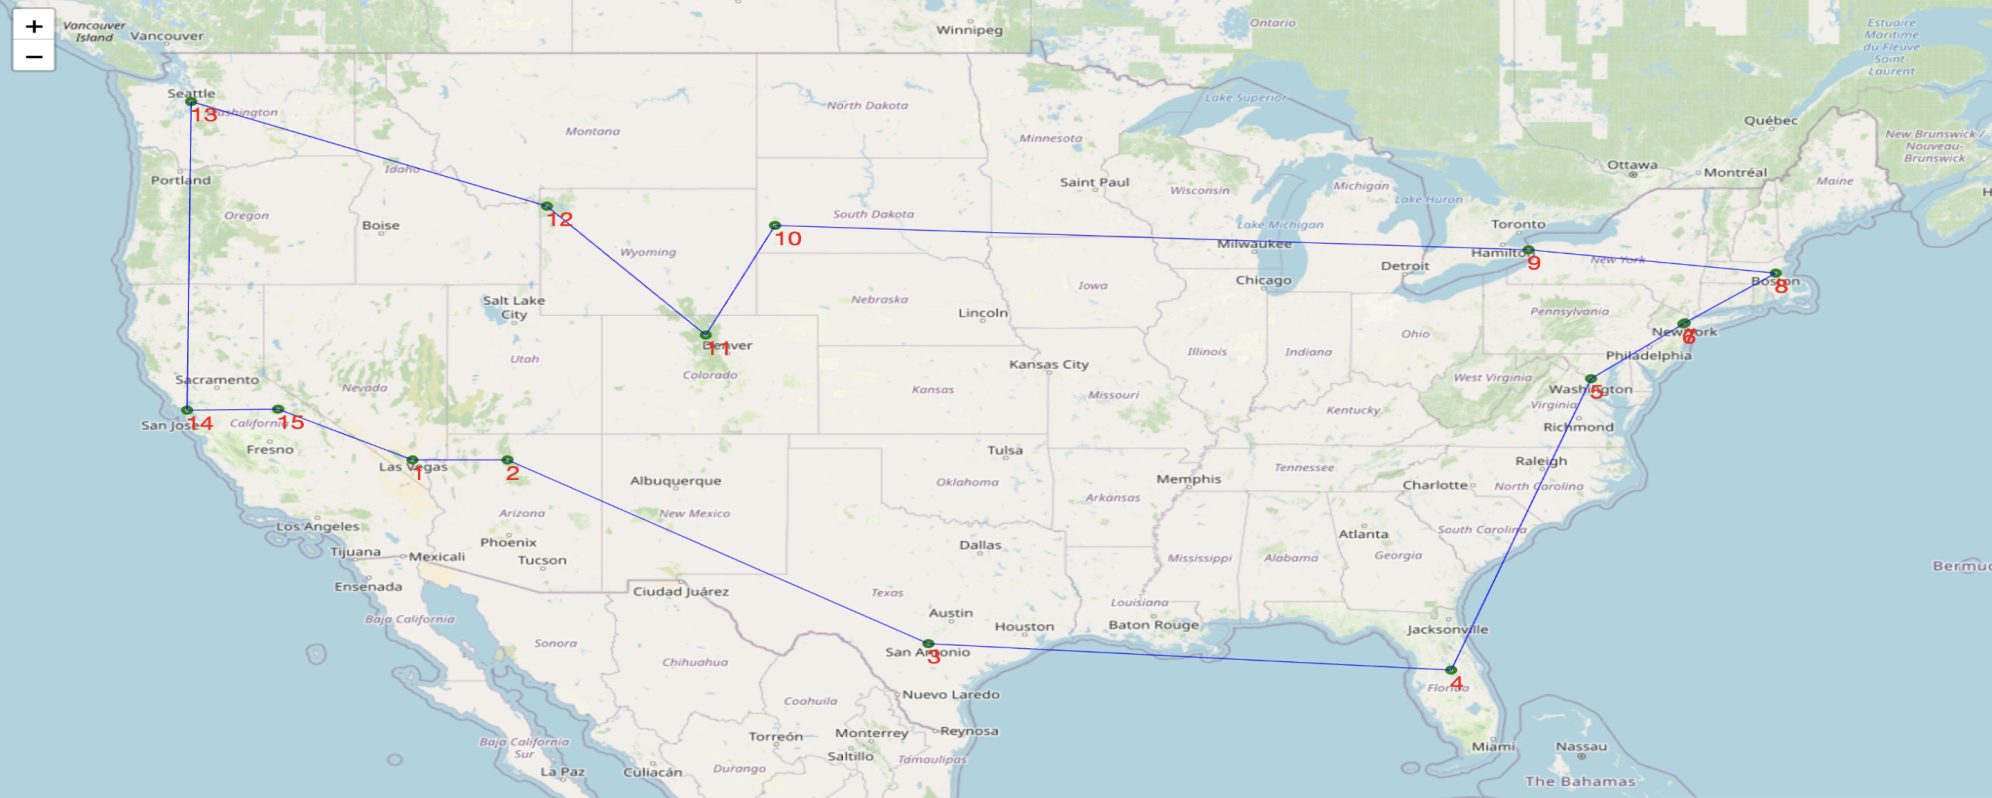 +
−
Vancouver
Island
Vancouver
Winnipeg
Ontario
Estuaire
Maritime
du Fleuve
Saint-
Laurent
Seattle
13
North Dakota
Lake Superior
Québec
Montana
Minnesota
New Brunswick /
Nouveau-
Brunswick
Idaho
Ottawa
Montréal
Portland
Saint Paul
Wisconsin
Michigan
Maine
Lake Huron
Oregon
Boise
12
South Dakota
Lake Michigan
Toronto
10
Wyoming
Milwaukee
Hamilton
9
New York
Detroit
Chicago
Boston
8
Iowa
Salt Lake
City
Nebraska
Lincoln
Pennsylvania
New York
Ohio
Denver
11
Utah
Illinois
Indiana
Philadelphia
Kansas City
Colorado
Sacramento
Nevada
Kansas
Missouri
West Virginia
Washington
5
Kentucky
Virginia
Richmond
San Jose
14
California
15
Fresno
Las Vegas
1
2
Tulsa
Raleigh
Tennessee
Albuquerque
Oklahoma
Memphis
Charlotte
North Carolina
Arkansas
Arizona
New Mexico
Los Angeles
South Carolina
Atlanta
Phoenix
Dallas
Tijuana
Mexicali
Tucson
Mississippi
Alabama
Georgia
Ensenada
Ciudad Juárez
Texas
Louisiana
Austin
Baja California
Houston
Baton Rouge
Jacksonville
Sonora
San Antonio
3
Chihuahua
4
Florida
Nuevo Laredo
Coahuila
Reynosa
Torreón
Monterrey
Baja California
Sur
Saltillo
Tamaulipas
Miami
Nassau
La Paz
Culiacán
Durango
The Bahamas